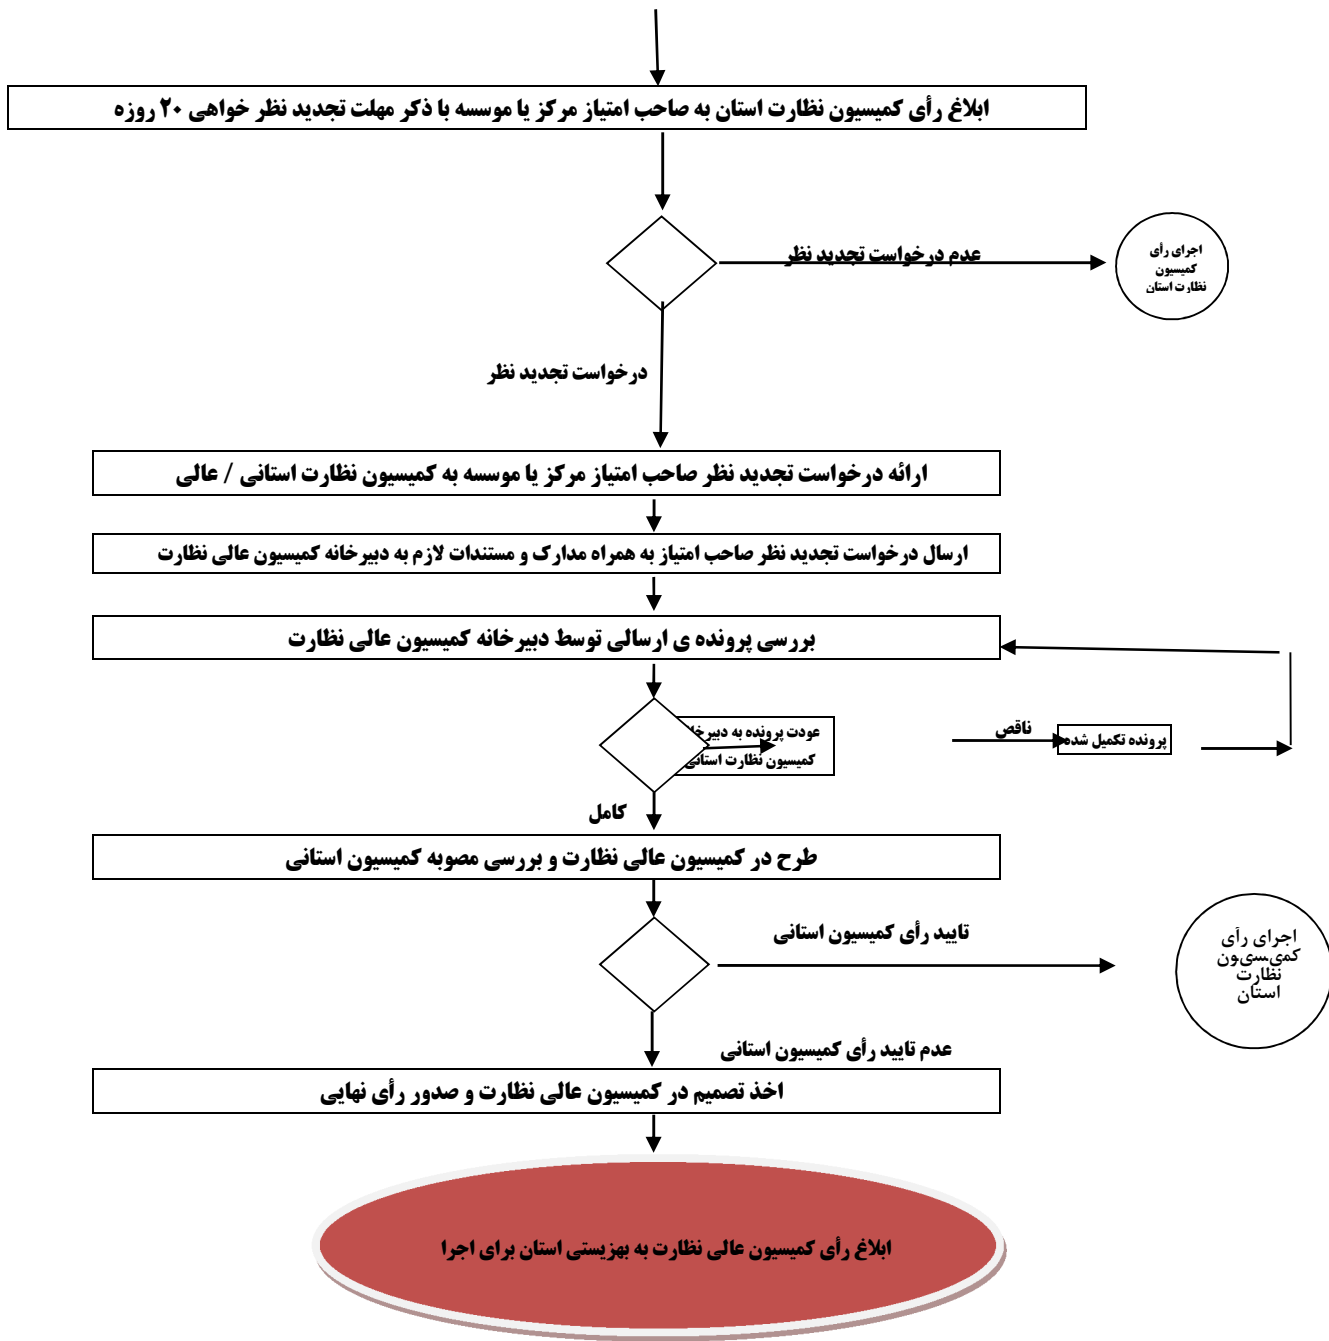 ابلاغ رأی کمیسیون نظارت استان به صاحب امتیاز مرکز یا موسسه با ذکر مهلت تجدید نظر خواهی ۲۰ روزه
عدم درخواست تجدید نظر
اجرای رأی
کمیسیون
نظارت استان
درخواست تجدید نظر
ارائه درخواست تجدید نظر صاحب امتیاز مرکز یا موسسه به کمیسیون نظارت استانی / عالی
ارسال درخواست تجدید نظر صاحب امتیاز به همراه مدارک و مستندات لازم به دبیرخانه کمیسیون عالی نظارت
بررسی پرونده ی ارسالی توسط دبیرخانه کمیسیون عالی نظارت
عودت پرونده به
کمیسیون نظارت استانی
ناقص
پرونده تکمیل شده
کامل
طرح در کمیسیون عالی نظارت و بررسی مصوبه کمیسیون استانی
تایید رأی کمیسیون استانی
اجرای رأی
کمیسیون
نظارت
استان
عدم تایید رأی کمیسیون استانی
اخذ تصمیم در کمیسیون عالی نظارت و صدور رأی نهایی
ابلاغ رأی کمیسیون عالی نظارت به بهزیستی استان برای اجرا